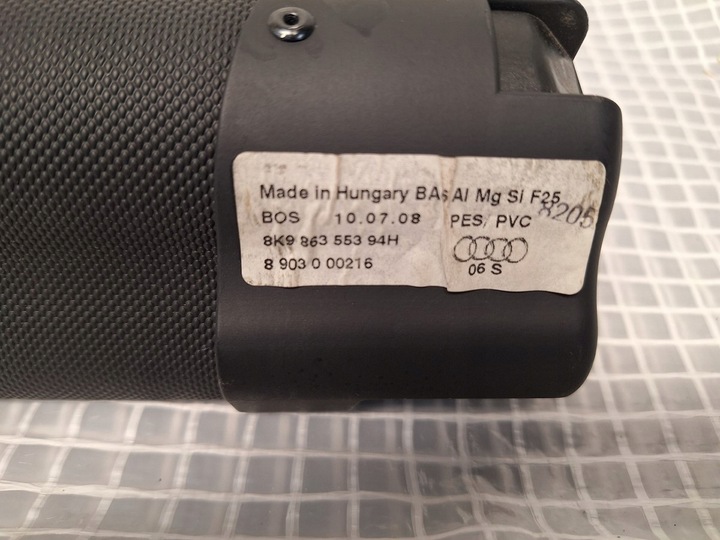 Made in Hungary BAs Al Mg Si F25
BOS 10.07.08 PES/ PVC 8205
8K9 863 553 94H
8 903 0 00216
06 S